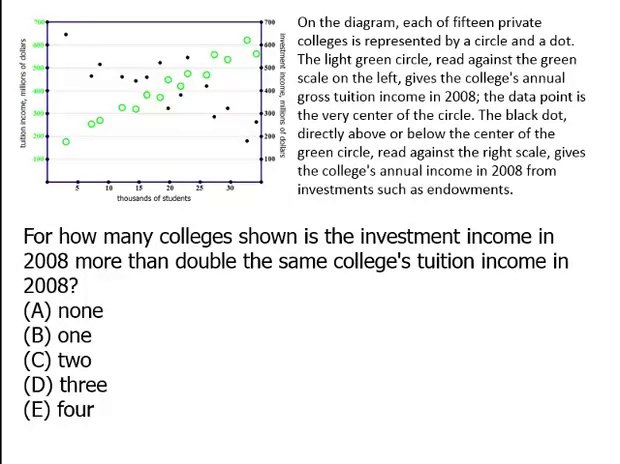 700
600
500
400
300
200
100
700
600
500
400
300
200
100
5 10 15 20 25 30
thousands of students
tuition income, millions of dollars
investment income, millions of dollars
On the diagram, each of fifteen private
colleges is represented by a circle and a dot.
The light green circle, read against the green
scale on the left, gives the college's annual
gross tuition income in 2008; the data point is
the very center of the circle. The black dot,
directly above or below the center of the
green circle, read against the right scale, gives
the college's annual income in 2008 from
investments such as endowments.
For how many colleges shown is the investment income in
2008 more than double the same college's tuition income in
2008?
(A) none
(B) one
(C) two
(D) three
(E) four